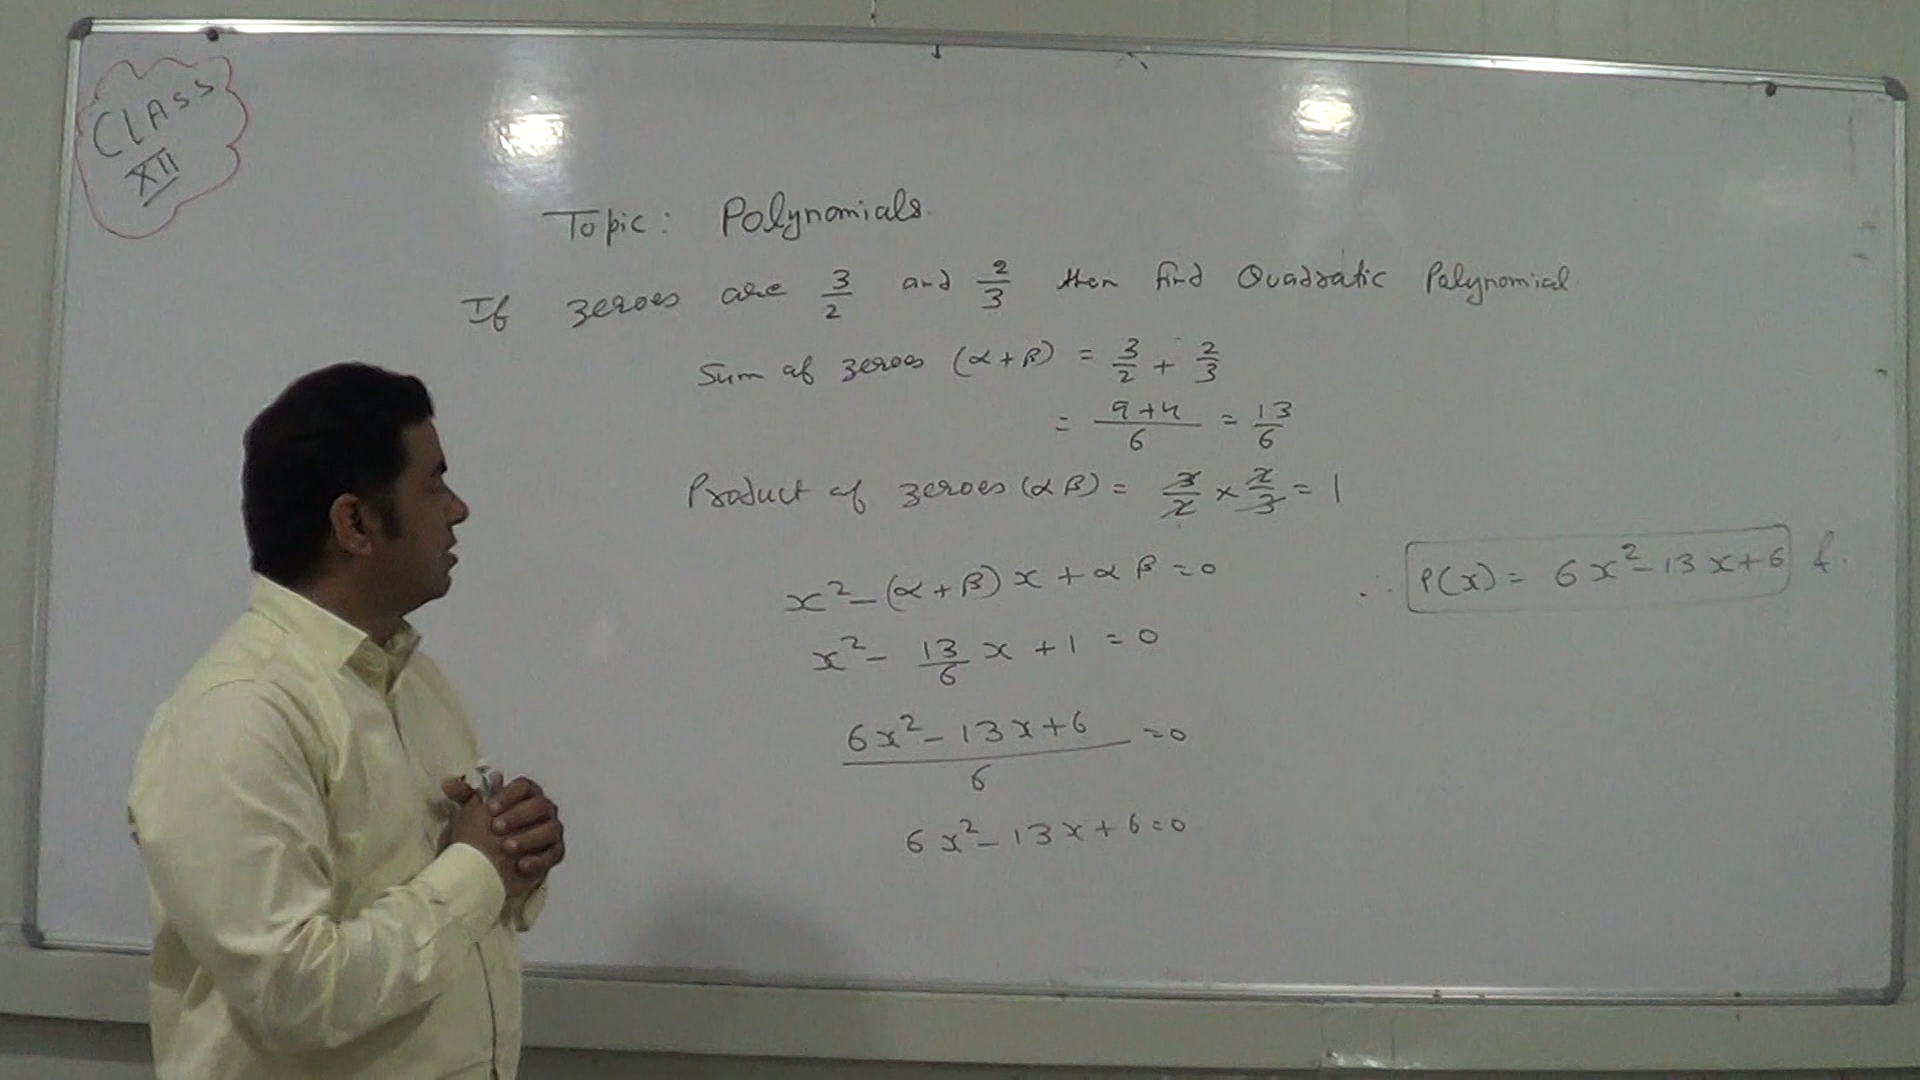 CLASS
XII
Topic: Polynomials.
If zeroes are 3/2 and 2/3 then find Quadratic Polynomial
Sum of zeroes (α+β) = 3/2 + 2/3
= 9+4/6 = 13/6
Product of zeroes (αβ) = 3/2 × 2/3 = 1
x² - (α+β)x + αβ = 0
x² - 13/6 x + 1 = 0
6x² - 13x + 6/6 = 0
6x² - 13x + 6 = 0
∴ P(x) = 6x² - 13x + 6